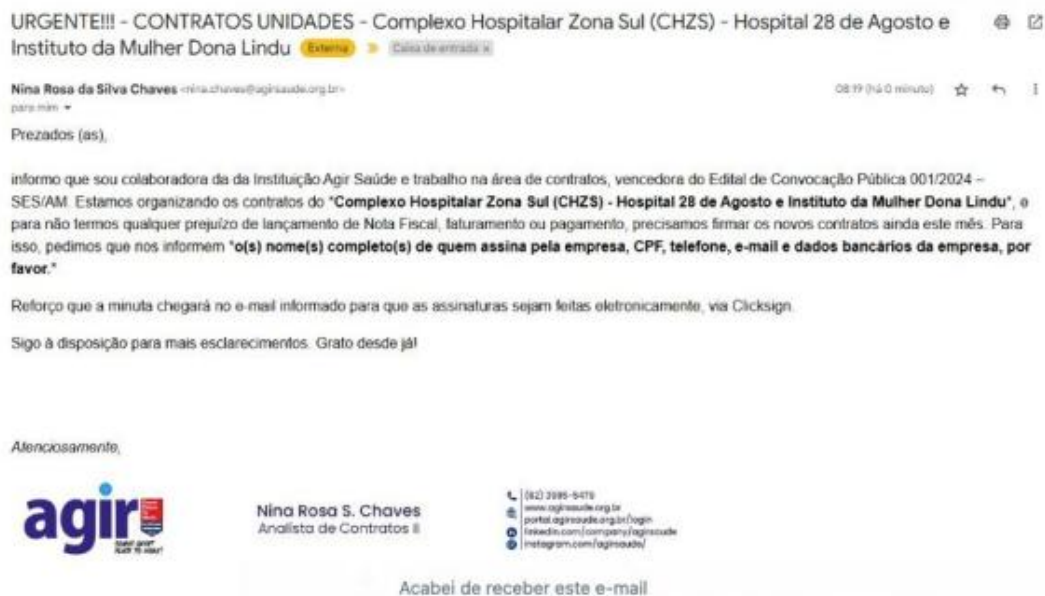 URGENTE!!! - CONTRATOS UNIDADES - Complexo Hospitalar Zona Sul (CHZS) - Hospital 28 de Agosto e
Instituto da Mulher Dona Lindu Externa Caixa de entrada x
Nina Rosa da Silva Chaves <nina.chaves@agirsaude.org.br> 08:19 (há 0 minuto)
para mim
Prezados (as),
informo que sou colaboradora da da Instituição Agir Saúde e trabalho na área de contratos, vencedora do Edital de Convocação Pública 001/2024 –
SES/AM. Estamos organizando os contratos do "Complexo Hospitalar Zona Sul (CHZS) - Hospital 28 de Agosto e Instituto da Mulher Dona Lindu", e
para não termos qualquer prejuízo de lançamento de Nota Fiscal, faturamento ou pagamento, precisamos firmar os novos contratos ainda este mês. Para
isso, pedimos que nos informem "o(s) nome(s) completo(s) de quem assina pela empresa, CPF, telefone, e-mail e dados bancários da empresa, por
favor."
Reforço que a minuta chegará no e-mail informado para que as assinaturas sejam feitas eletronicamente, via Clicksign.
Sigo à disposição para mais esclarecimentos. Grato desde já!
Atenciosamente,
agir
Nina Rosa S. Chaves
Analista de Contratos II
(62) 3995-5479
www.agirsaude.org.br
portal.agirsaude.org.br/login
linkedin.com/company/agirsaude
instagram.com/agirsaude/
Acabei de receber este e-mail